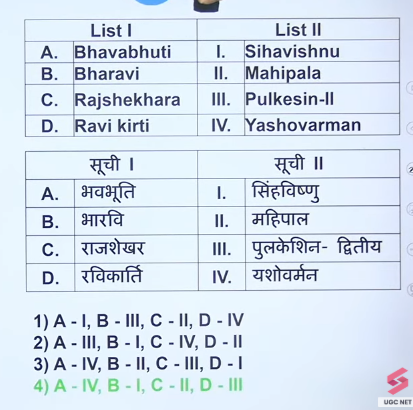 List I List II
A. Bhavabhuti I. Sihavishnu
B. Bharavi II. Mahipala
C. Rajshekhara III. Pulkesin-II
D. Ravi kirti IV. Yashovarman
सूची I सूची II
A. भवभूति I. सिंहविष्णु
B. भारवि II. महिपाल
C. राजशेखर III. पुलकेशिन- द्वितीय
D. रविकार्ति IV. यशोवर्मन
1) A - I, B - III, C - II, D - IV
2) A - III, B - I, C - IV, D - II
3) A - IV, B - II, C - III, D - I
4) A - IV, B - I, C - II, D - III
UGC NET